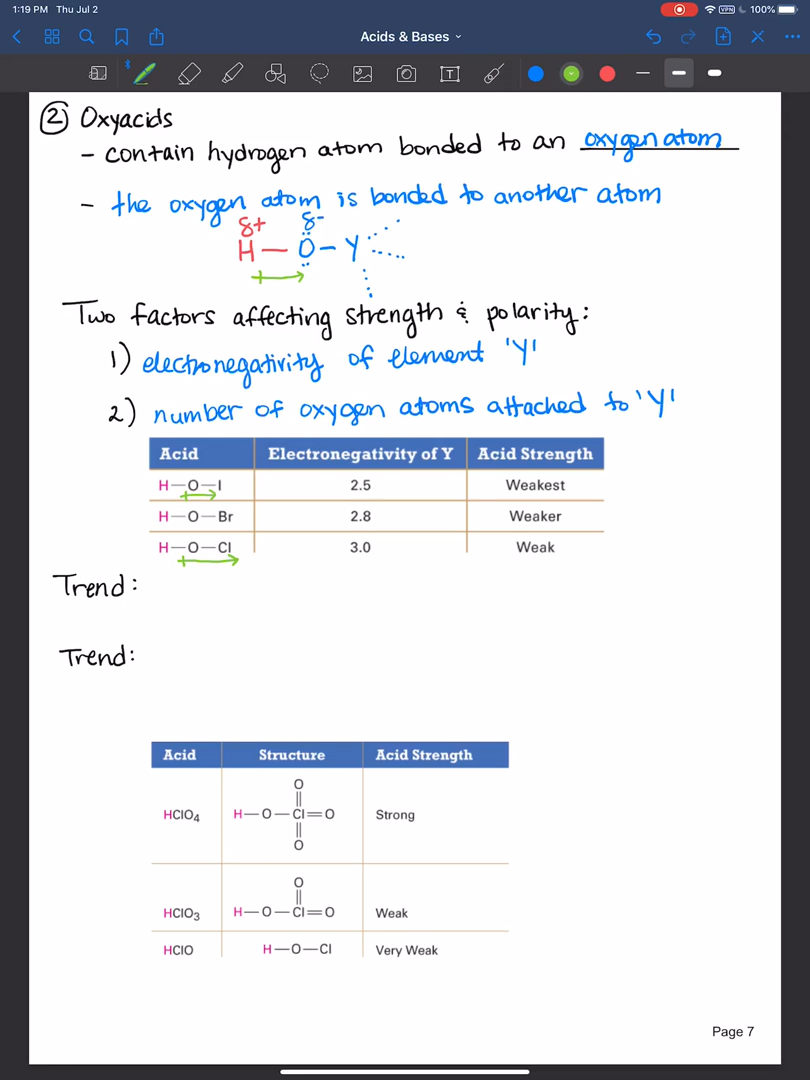 1:19 PM Thu Jul 2
VPN
100%
Acids & Bases
② Oxyacids
- contain hydrogen atom bonded to an oxygen atom
- the oxygen atom is bonded to another atom
δ+ δ-
H — O — Y
Two factors affecting strength & polarity:
1) electronegativity of element 'Y'
2) number of oxygen atoms attached to 'Y'
Acid Electronegativity of Y Acid Strength
H—O—I 2.5 Weakest
H—O—Br 2.8 Weaker
H—O—Cl 3.0 Weak
Trend:
Trend:
Acid Structure Acid Strength
O
HClO4 H—O—Cl=O Strong
O
O
HClO3 H—O—Cl=O Weak
HClO H—O—Cl Very Weak
Page 7